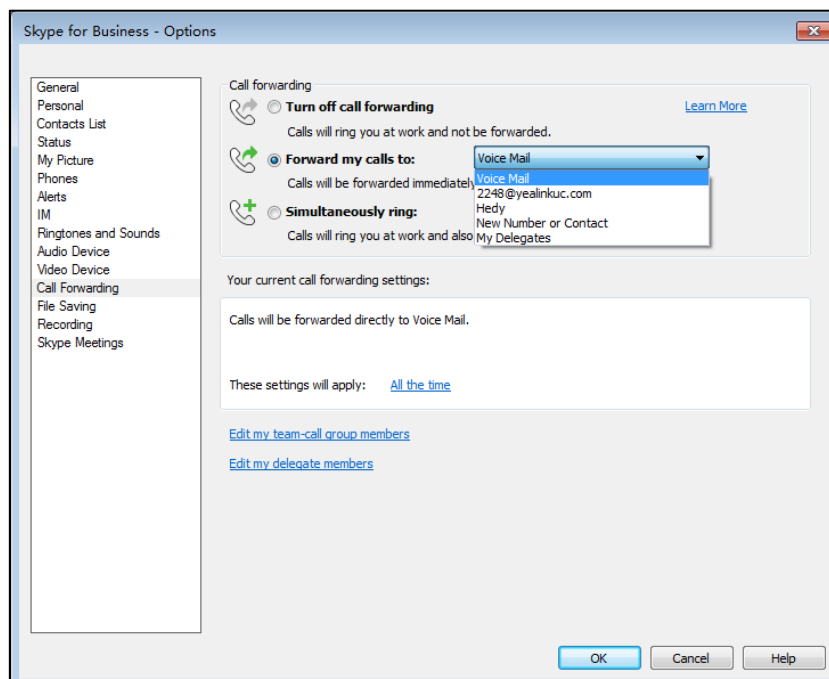 Skype for Business - Options
General
Personal
Contacts List
Status
My Picture
Phones
Alerts
IM
Ringtones and Sounds
Audio Device
Video Device
Call Forwarding
File Saving
Recording
Skype Meetings
Call forwarding
Turn off call forwarding
Learn More
Calls will ring you at work and not be forwarded.
Forward my calls to:
Voice Mail
Calls will be forwarded immediately
Voice Mail
2248@yealinkuc.com
Hedy
New Number or Contact
My Delegates
Simultaneously ring:
Calls will ring you at work and also
Your current call forwarding settings:
Calls will be forwarded directly to Voice Mail.
These settings will apply: All the time
Edit my team-call group members
Edit my delegate members
OK
Cancel
Help